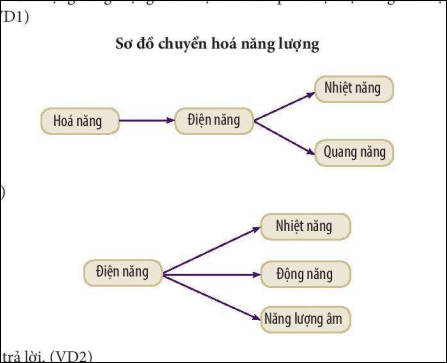 VD1)
Sơ đồ chuyển hoá năng lượng
Nhiệt năng
Hoá năng
Điện năng
Quang năng
)
Nhiệt năng
Điện năng
Động năng
Năng lượng âm
trả lời. (VD2)